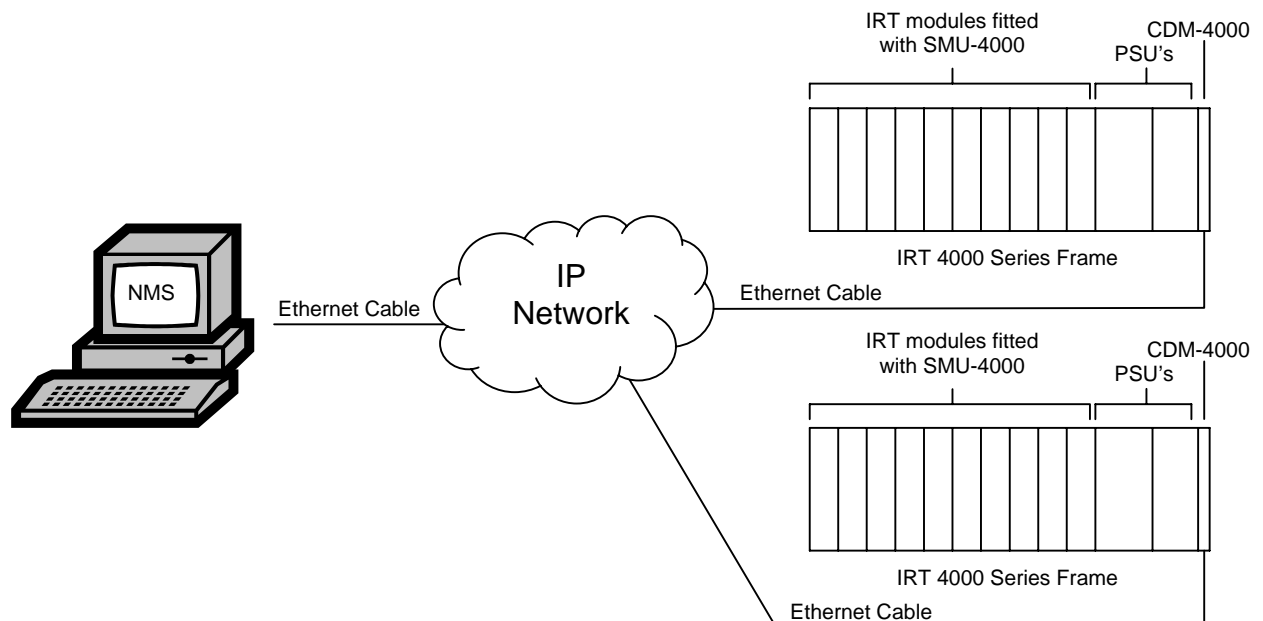 IRT modules fitted
with SMU-4000
CDM-4000
PSU's
IRT 4000 Series Frame
NMS
Ethernet Cable
IP
Network
Ethernet Cable
IRT modules fitted
with SMU-4000
CDM-4000
PSU's
IRT 4000 Series Frame
Ethernet Cable